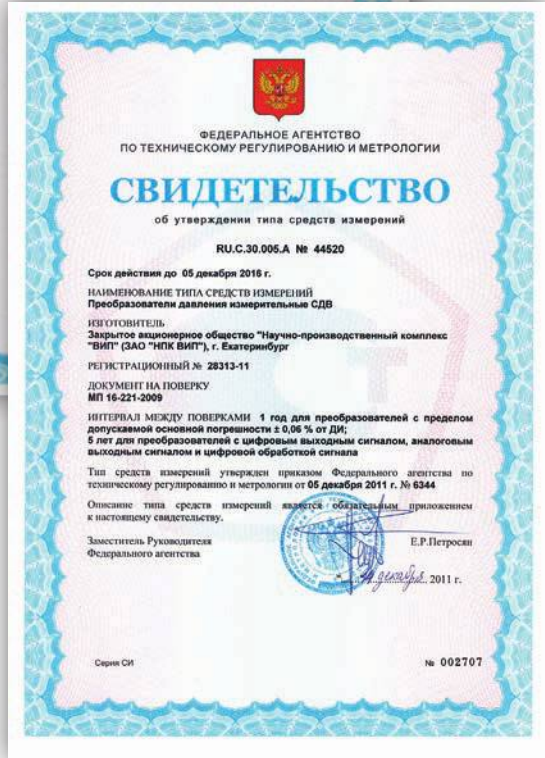 ФЕДЕРАЛЬНОЕ АГЕНТСТВО
ПО ТЕХНИЧЕСКОМУ РЕГУЛИРОВАНИЮ И МЕТРОЛОГИИ
СВИДЕТЕЛЬСТВО
об утверждении типа средств измерений
RU.C.30.005.A № 44520
Срок действия до 05 декабря 2016 г.
НАИМЕНОВАНИЕ ТИПА СРЕДСТВ ИЗМЕРЕНИЙ
Преобразователи давления измерительные СДВ
ИЗГОТОВИТЕЛЬ
Закрытое акционерное общество "Научно-производственный комплекс
"ВИП" (ЗАО "НПК ВИП"), г. Екатеринбург
РЕГИСТРАЦИОННЫЙ № 28313-11
ДОКУМЕНТ НА ПОВЕРКУ
МП 16-221-2009
ИНТЕРВАЛ МЕЖДУ ПОВЕРКАМИ 1 год для преобразователей с пределом
допускаемой основной погрешности ± 0,06 % от ДИ;
5 лет для преобразователей с цифровым выходным сигналом, аналоговым
выходным сигналом и цифровой обработкой сигнала
Тип средств измерений утвержден приказом Федерального агентства по
техническому регулированию и метрологии от 05 декабря 2011 г. № 6344
Описание типа средств измерений является обязательным приложением
к настоящему свидетельству.
Заместитель Руководителя
Федерального агентства
Е.Р.Петросян
декабря 2011 г.
Серия СИ
№ 002707